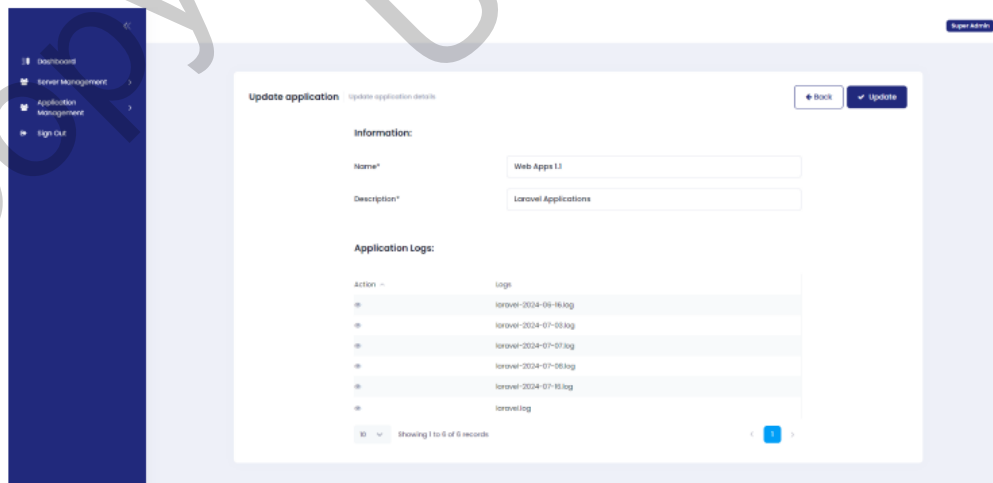 Super Admin
Dashboard
Server Management
Application
Management
Sign Out
Update application Update application details
Back
Update
Information:
Name* Web Apps 1.1
Description* Laravel Applications
Application Logs:
Action Logs
laravel-2024-06-16.log
laravel-2024-07-03.log
laravel-2024-07-07.log
laravel-2024-07-08.log
laravel-2024-07-16.log
laravel.log
10 Showing 1 to 6 of 6 records
1